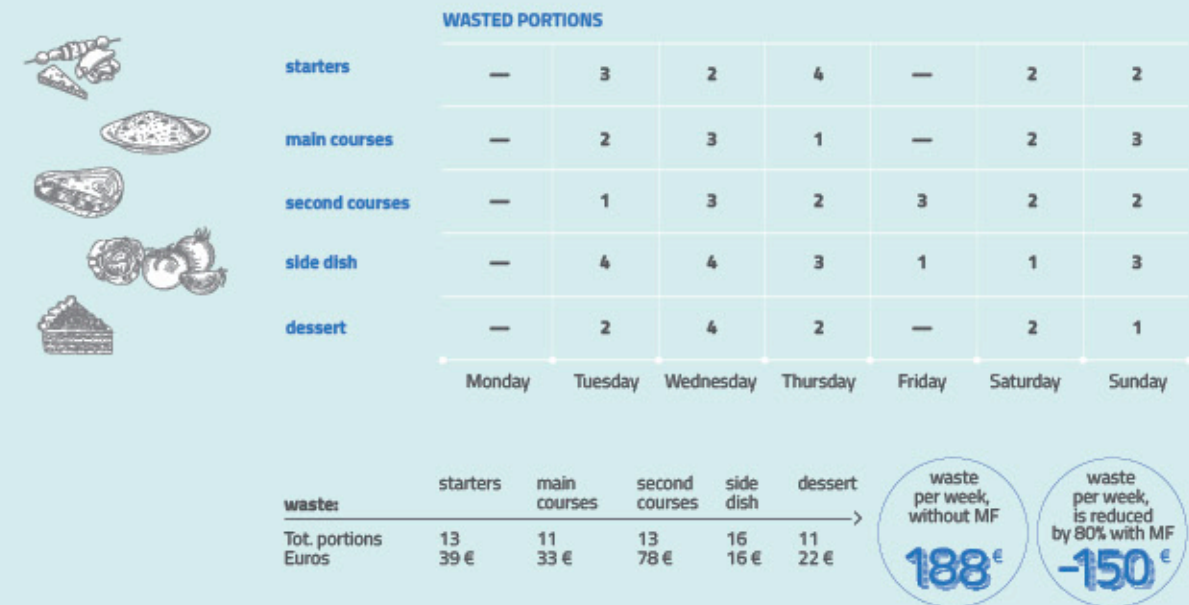 WASTED PORTIONS
starters — 3 2 4 — 2 2
main courses — 2 3 1 — 2 3
second courses — 1 3 2 3 2 2
side dish — 4 4 3 1 1 3
dessert — 2 4 2 — 2 1
Monday Tuesday Wednesday Thursday Friday Saturday Sunday
waste:
starters
main
courses
second
courses
side
dish
dessert
Tot. portions 13 11 13 16 11
Euros 39 € 33 € 78 € 16 € 22 €
waste
per week,
without MF
188 €
waste
per week,
is reduced
by 80% with MF
-150 €